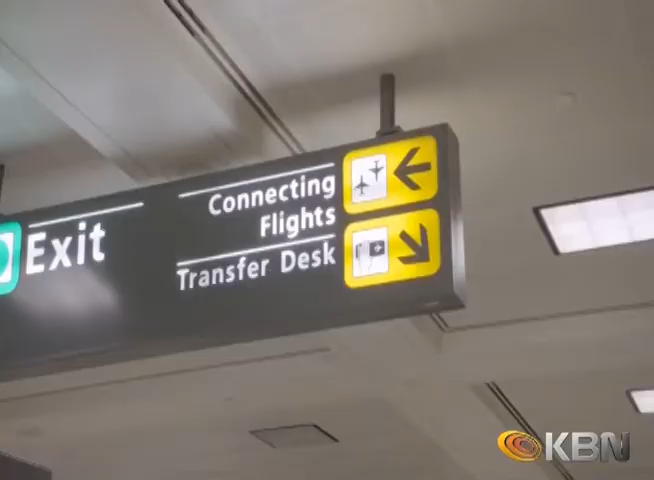 Exit
Connecting
Flights
Transfer Desk
KBN